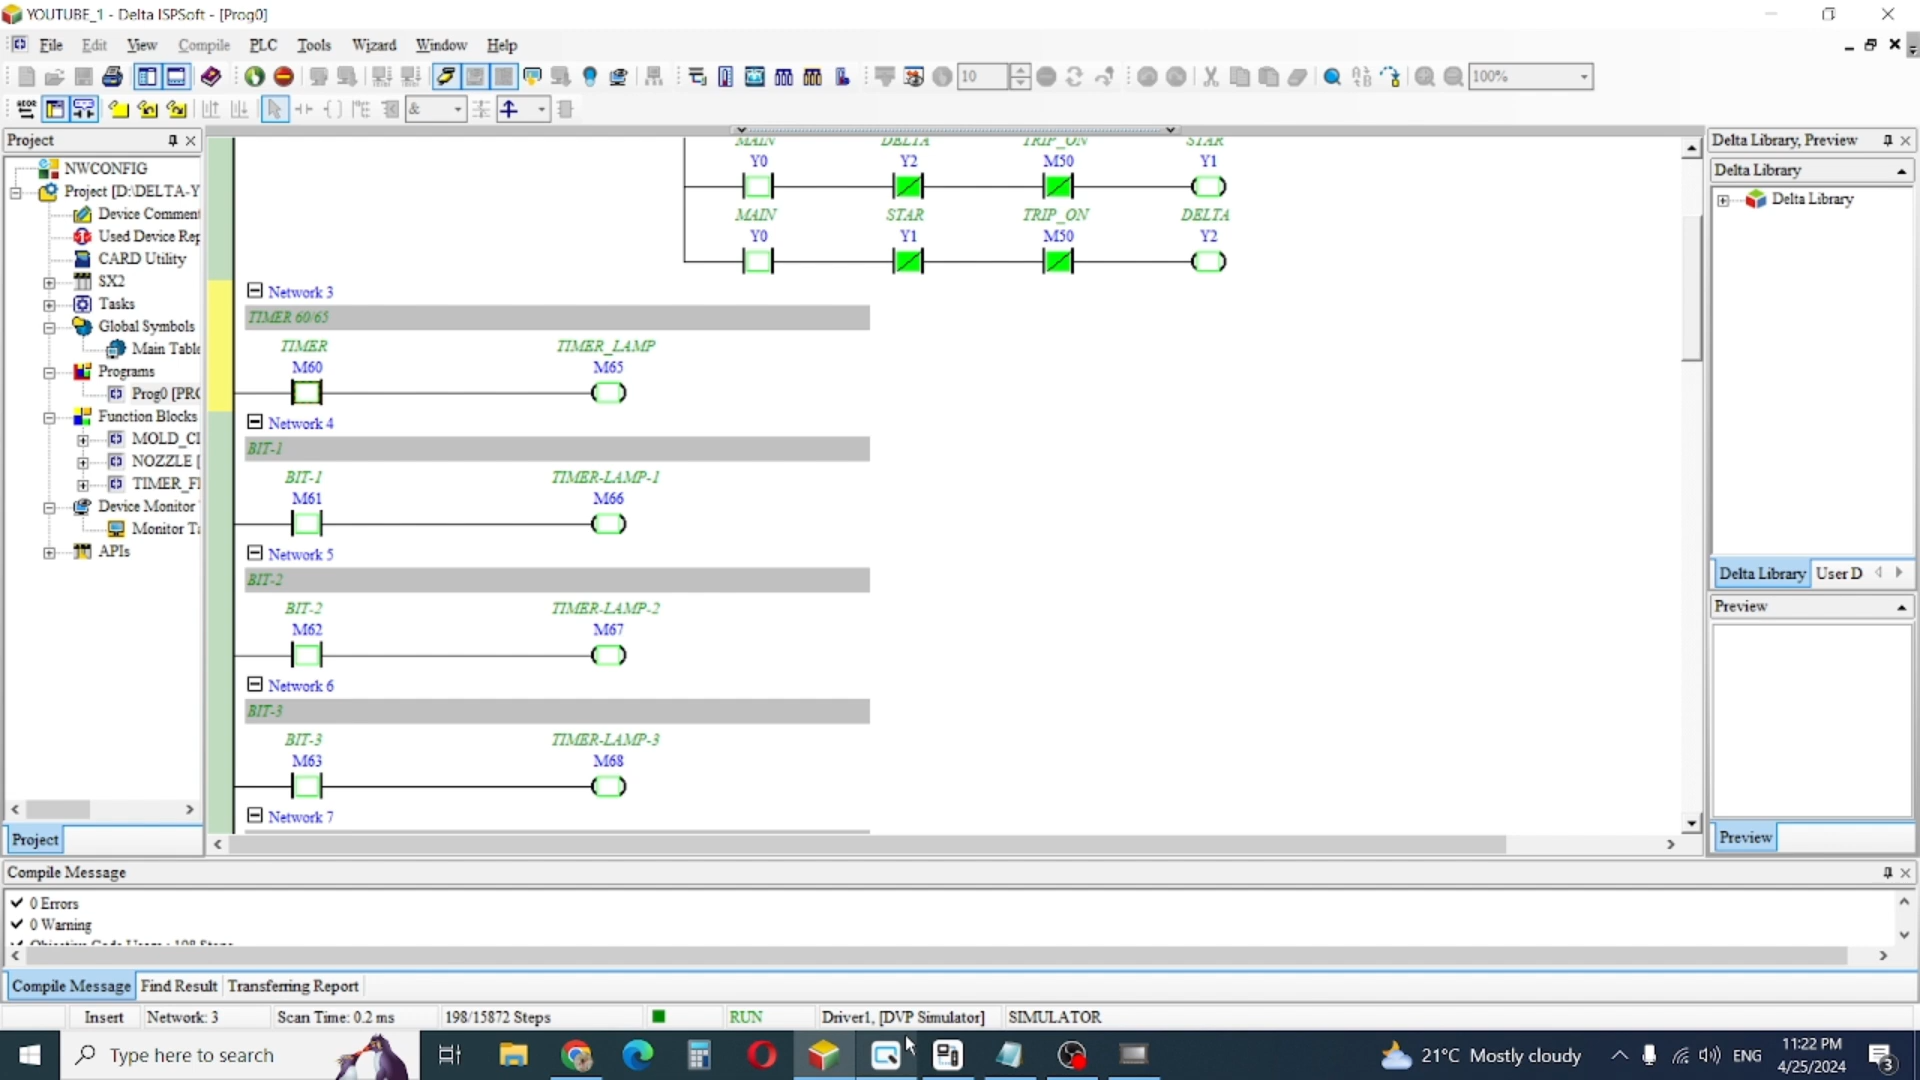 YOUTUBE_1 - Delta ISPSoft - [Prog0]
File Edit View Compile PLC Tools Wizard Window Help
10
100%
&
Project
NWCONFIG
Project [D:\DELTA-Y
Device Comment
Used Device Rep
CARD Utility
SX2
Tasks
Global Symbols
Main Table
Programs
Prog0 [PRO
Function Blocks
MOLD_CL
NOZZLE [
TIMER_FI
Device Monitor
Monitor Ta
APIs
Project
MAIN DELTA TRIP_ON STAR
Y0 Y2 M50 Y1
MAIN STAR TRIP_ON DELTA
Y0 Y1 M50 Y2
Network 3
TIMER 60/65
TIMER TIMER_LAMP
M60 M65
Network 4
BIT-1
BIT-1 TIMER-LAMP-1
M61 M66
Network 5
BIT-2
BIT-2 TIMER-LAMP-2
M62 M67
Network 6
BIT-3
BIT-3 TIMER-LAMP-3
M63 M68
Network 7
Delta Library, Preview
Delta Library
Delta Library
Delta Library User D
Preview
Preview
Compile Message
0 Errors
0 Warning
Compile Message Find Result Transferring Report
Insert Network: 3 Scan Time: 0.2 ms 198/15872 Steps RUN Driver1, [DVP Simulator] SIMULATOR
Type here to search
21°C Mostly cloudy
ENG
11:22 PM
4/25/2024
3